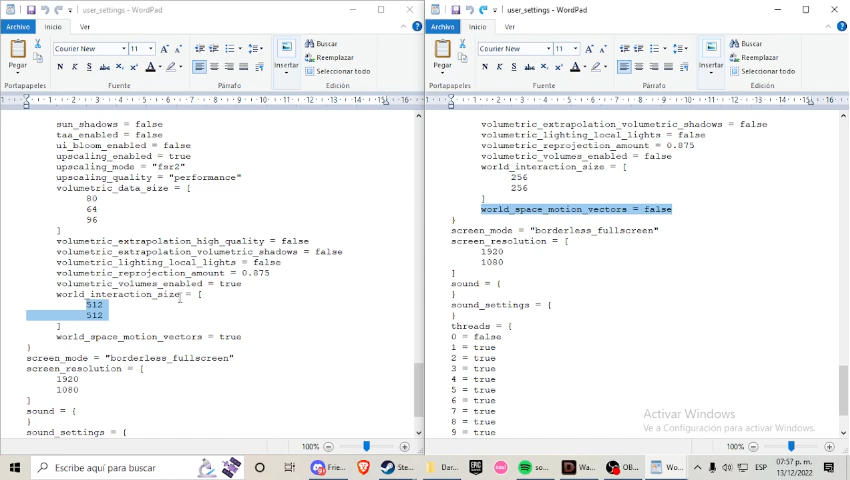 user_settings - WordPad
Archivo
Inicio
Ver
Pegar
Courier New
11
Insertar
Buscar
Reemplazar
Seleccionar todo
Portapapeles
Fuente
Párrafo
Edición
sun_shadows = false
taa_enabled = false
ui_bloom_enabled = false
upscaling_enabled = true
upscaling_mode = "fsr2"
upscaling_quality = "performance"
volumetric_data_size = [
80
64
96
]
volumetric_extrapolation_high_quality = false
volumetric_extrapolation_volumetric_shadows = false
volumetric_lighting_local_lights = false
volumetric_reprojection_amount = 0.875
volumetric_volumes_enabled = true
world_interaction_size = [
512
512
]
world_space_motion_vectors = true
}
screen_mode = "borderless_fullscreen"
screen_resolution = [
1920
1080
]
sound = {
}
sound_settings = {
100%
user_settings - WordPad
Archivo
Inicio
Ver
Pegar
Courier New
11
Insertar
Buscar
Reemplazar
Seleccionar todo
Portapapeles
Fuente
Párrafo
Edición
volumetric_extrapolation_volumetric_shadows = false
volumetric_lighting_local_lights = false
volumetric_reprojection_amount = 0.875
volumetric_volumes_enabled = false
world_interaction_size = [
256
256
]
world_space_motion_vectors = false
}
screen_mode = "borderless_fullscreen"
screen_resolution = [
1920
1080
]
sound = {
}
sound_settings = {
}
threads = {
0 = false
1 = true
2 = true
3 = true
4 = true
5 = true
6 = true
7 = true
8 = true
9 = true
Activar Windows
Ve a Configuración para activar Windows.
100%
Escribe aquí para buscar
Frie...
Ste...
Dar...
so...
Wa...
OB...
Wo...
ESP
07:57 p. m.
13/12/2022